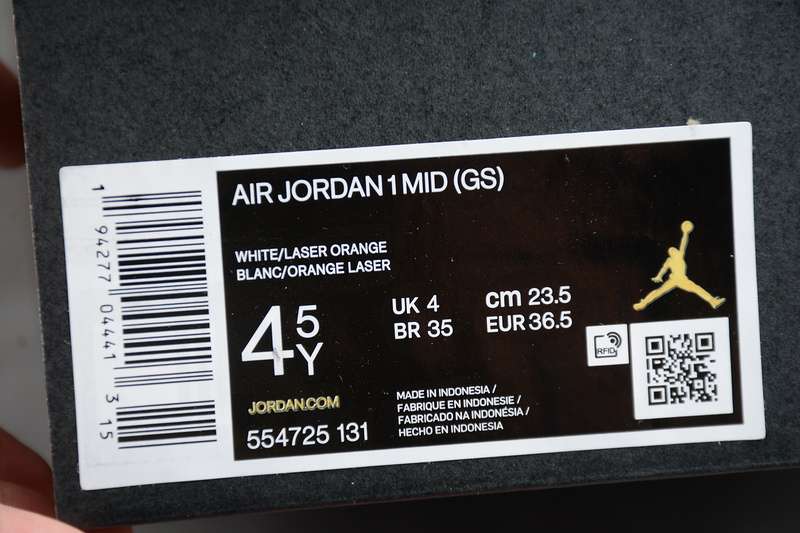 AIR JORDAN 1 MID (GS)
WHITE/LASER ORANGE
BLANC/ORANGE LASER
4 5 Y
UK 4
BR 35
cm 23.5
EUR 36.5
RFID
JORDAN.COM
554725 131
MADE IN INDONESIA /
FABRIQUE EN INDONESIE /
FABRICADO NA INDONÉSIA /
HECHO EN INDONESIA
1 94277 04441 3 15